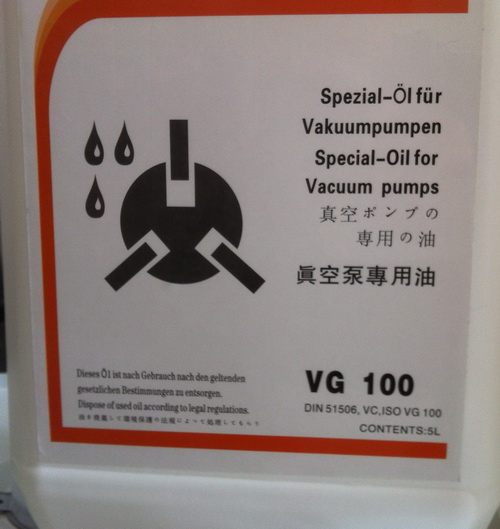 Spezial-Öl für
Vakuumpumpen
Special-Oil for
Vacuum pumps
真空ポンプの
専用の油
眞空泵專用油
Dieses Öl ist nach Gebrauch nach den geltenden
gesetzlichen Bestimmungen zu entsorgen.
Dispose of used oil according to legal regulations.
VG 100
DIN 51506, VC,ISO VG 100
CONTENTS:5L